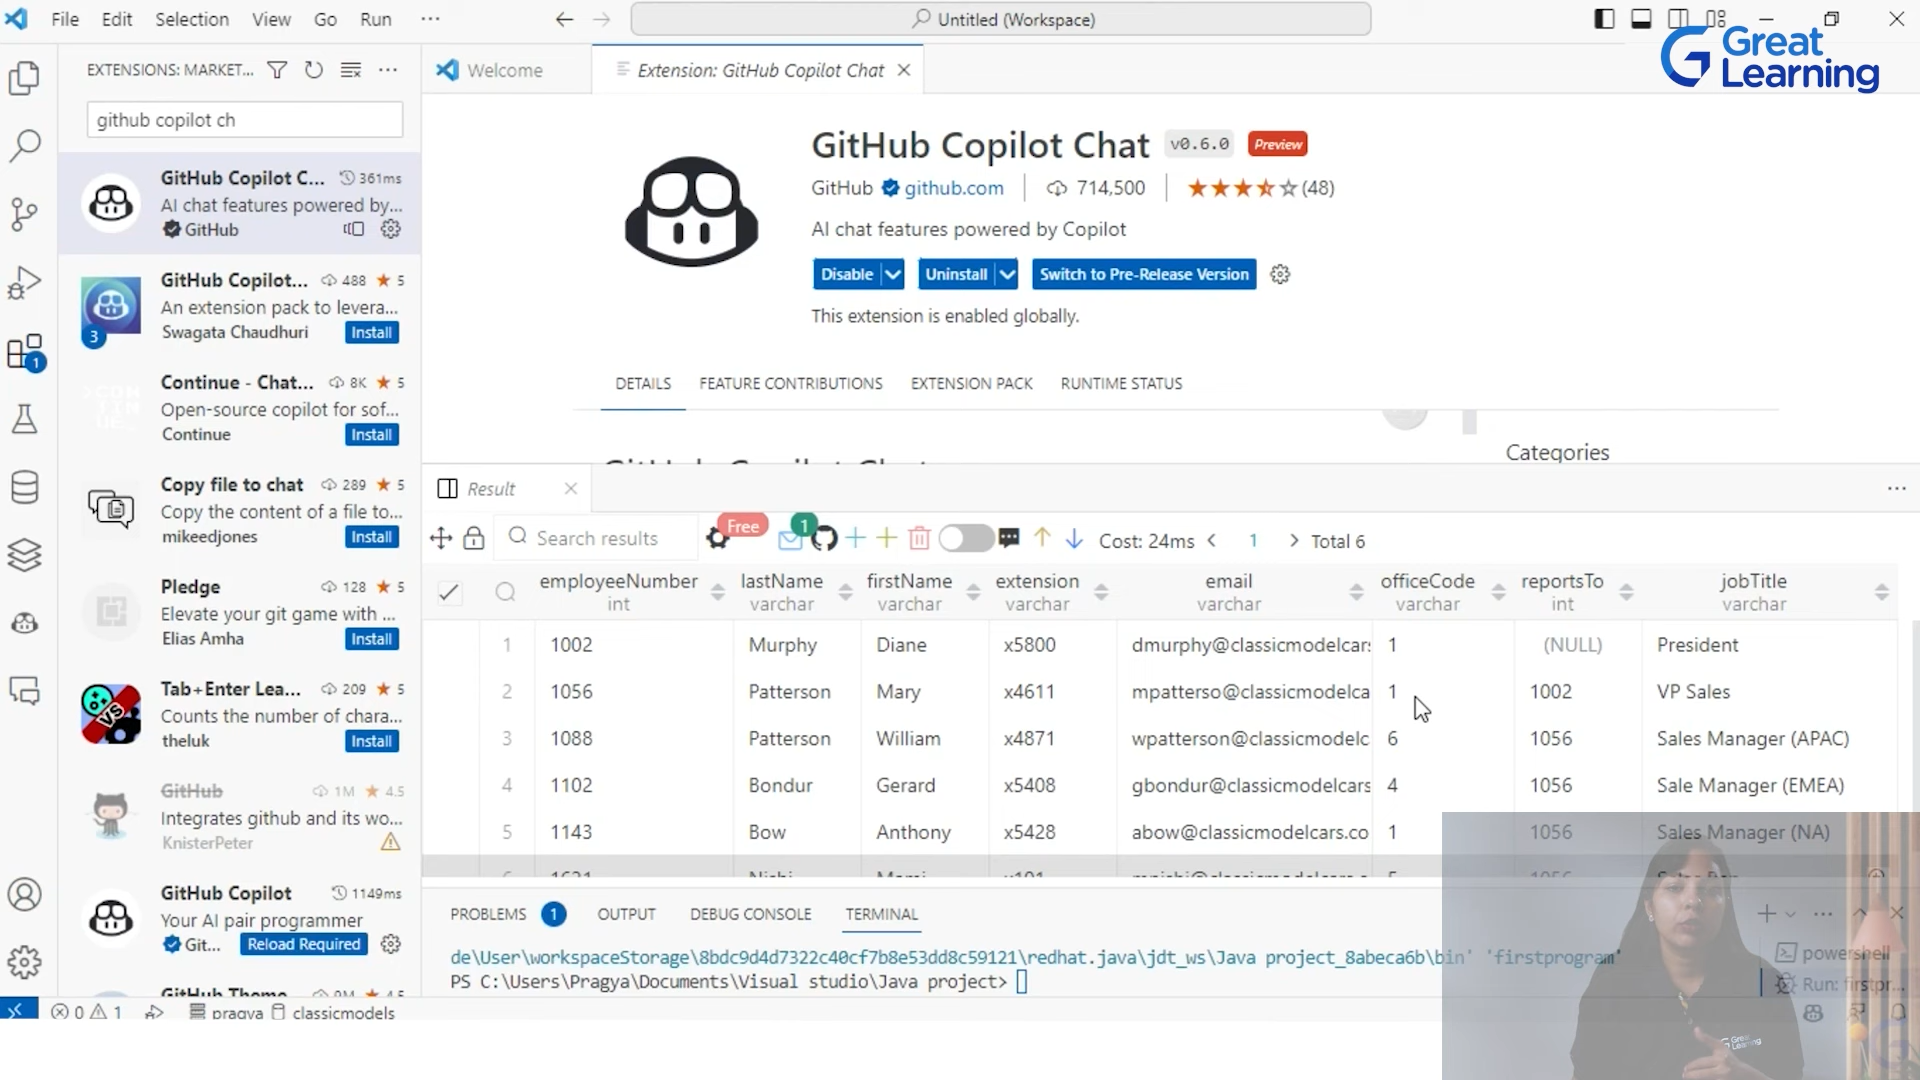 File Edit Selection View Go Run ··· Untitled (Workspace)
Great
Learning
EXTENSIONS: MARKET...
github copilot ch
GitHub Copilot C... 361ms
AI chat features powered by...
GitHub
GitHub Copilot... 488 5
An extension pack to levera...
Swagata Chaudhuri Install
3
1
Continue - Chat... 8K 5
Open-source copilot for sof...
Continue Install
Copy file to chat 289 5
Copy the content of a file to...
mikeedjones Install
Pledge 128 5
Elevate your git game with ...
Elias Amha Install
Tab+Enter Lea... 209 5
Counts the number of chara...
theluk Install
VS
GitHub 1M 4.5
Integrates github and its wo...
KnisterPeter
GitHub Copilot 1149ms
Your AI pair programmer
Git... Reload Required
GitHub Theme
Welcome Extension: GitHub Copilot Chat
GitHub Copilot Chat v0.6.0 Preview
GitHub github.com 714,500 (48)
AI chat features powered by Copilot
Disable Uninstall Switch to Pre-Release Version
This extension is enabled globally.
DETAILS FEATURE CONTRIBUTIONS EXTENSION PACK RUNTIME STATUS
GitHub Copilot Chat
Categories
Result
Search results Free 1 Cost: 24ms 1 Total 6
employeeNumber lastName firstName extension email officeCode reportsTo jobTitle
int varchar varchar varchar varchar varchar int varchar
1 1002 Murphy Diane x5800 dmurphy@classicmodelcars 1 (NULL) President
2 1056 Patterson Mary x4611 mpatterso@classicmodelca 1 1002 VP Sales
3 1088 Patterson William x4871 wpatterson@classicmodelc 6 1056 Sales Manager (APAC)
4 1102 Bondur Gerard x5408 gbondur@classicmodelcars 4 1056 Sale Manager (EMEA)
5 1143 Bow Anthony x5428 abow@classicmodelcars.co 1 1056 Sales Manager (NA)
PROBLEMS 1 OUTPUT DEBUG CONSOLE TERMINAL
de\User\workspaceStorage\8bdc9d4d7322c40cf7b8e53dd8c59121\redhat.java\jdt_ws\Java project_8abeca6b\bin' 'firstprogram'
PS C:\Users\Pragya\Documents\Visual studio\Java project>
powershell
Run: firstpr...
0 1 pragya classicmodels
Great
Learning